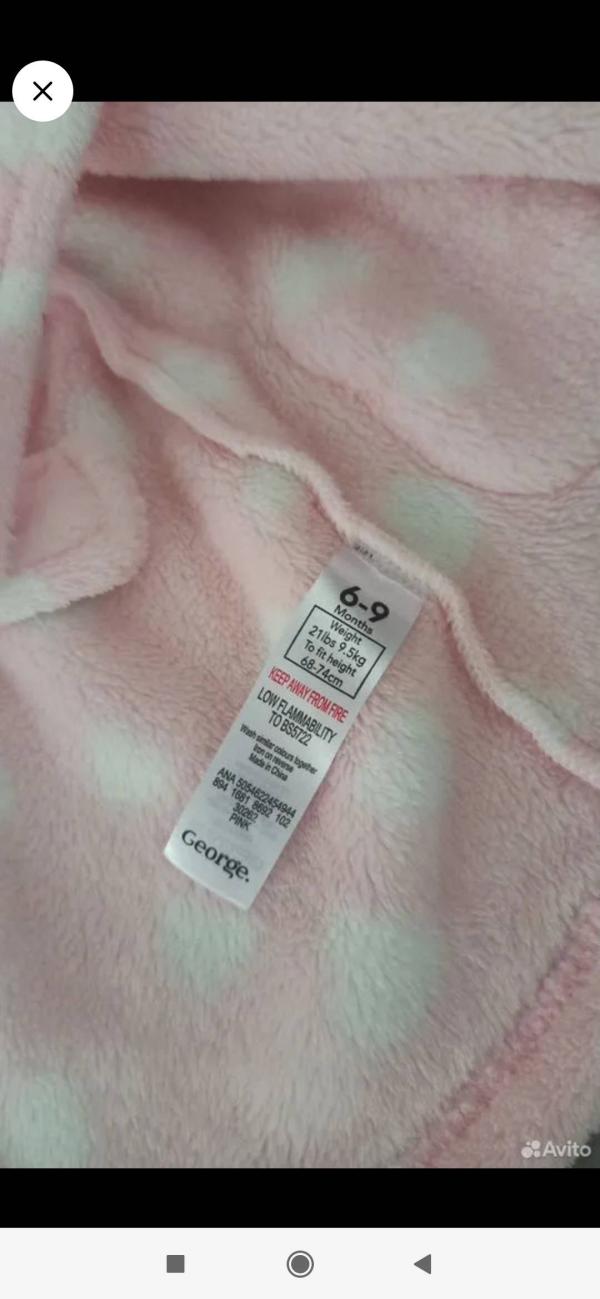 6-9
Months
Weight
21lbs 9.5kg
To fit height
68-74cm
KEEP AWAY FROM FIRE
LOW FLAMMABILITY
TO BS5722
Wash similar colours together
Iron on reverse
Made in China
ANA 5054622454944
894 1681 8692 102
30262
PINK
George.
Avito